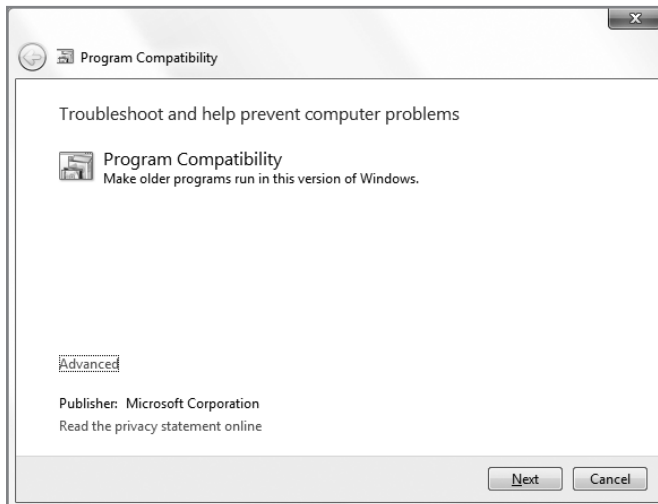 Program Compatibility
Troubleshoot and help prevent computer problems
Program Compatibility
Make older programs run in this version of Windows.
Advanced
Publisher: Microsoft Corporation
Read the privacy statement online
Next
Cancel